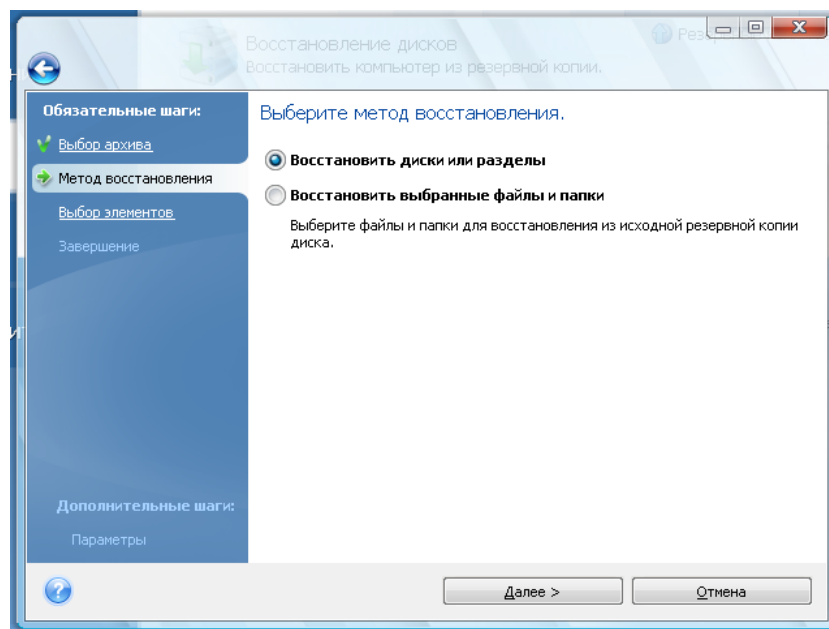 Восстановление дисков
Восстановить компьютер из резервной копии.
Обязательные шаги:
Выбор архива
Метод восстановления
Выбор элементов
Завершение
Дополнительные шаги:
Параметры
Выберите метод восстановления.
Восстановить диски или разделы
Восстановить выбранные файлы и папки
Выберите файлы и папки для восстановления из исходной резервной копии
диска.
Далее >
Отмена